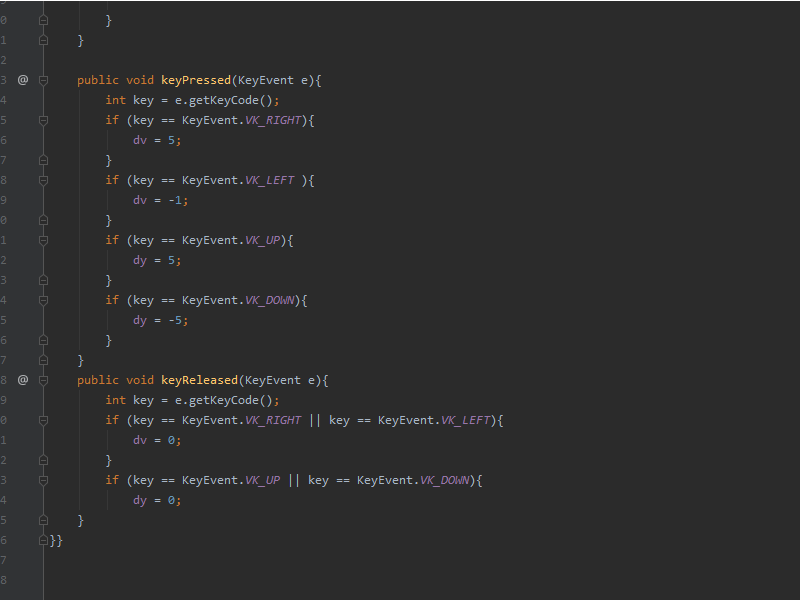 0 }
1 }
2
3 @ public void keyPressed(KeyEvent e){
4 int key = e.getKeyCode();
5 if (key == KeyEvent.VK_RIGHT){
6 dv = 5;
7 }
8 if (key == KeyEvent.VK_LEFT ){
9 dv = -1;
0 }
1 if (key == KeyEvent.VK_UP){
2 dy = 5;
3 }
4 if (key == KeyEvent.VK_DOWN){
5 dy = -5;
6 }
7 }
8 @ public void keyReleased(KeyEvent e){
9 int key = e.getKeyCode();
0 if (key == KeyEvent.VK_RIGHT || key == KeyEvent.VK_LEFT){
1 dv = 0;
2 }
3 if (key == KeyEvent.VK_UP || key == KeyEvent.VK_DOWN){
4 dy = 0;
5 }
6 }}
7
8